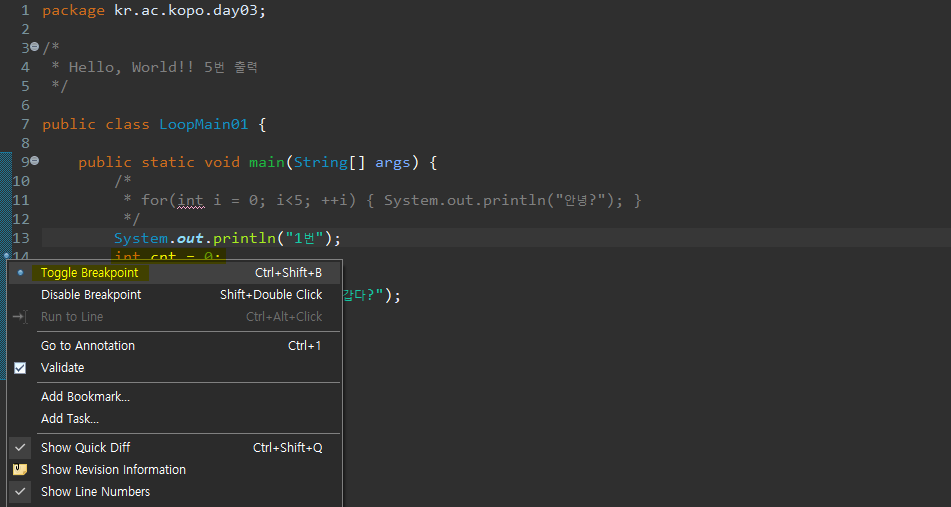 1 package kr.ac.kopo.day03;
2
3 /*
4  * Hello, World!! 5번 출력
5  */
6
7 public class LoopMain01 {
8
9     public static void main(String[] args) {
10         /*
11          * for(int i = 0; i<5; ++i) { System.out.println("안녕?"); }
12          */
13         System.out.println("1번");
14         int cnt = 0;
Toggle Breakpoint Ctrl+Shift+B
Disable Breakpoint Shift+Double Click
갑다?");
Run to Line Ctrl+Alt+Click
Go to Annotation Ctrl+1
Validate
Add Bookmark...
Add Task...
Show Quick Diff Ctrl+Shift+Q
Show Revision Information
Show Line Numbers